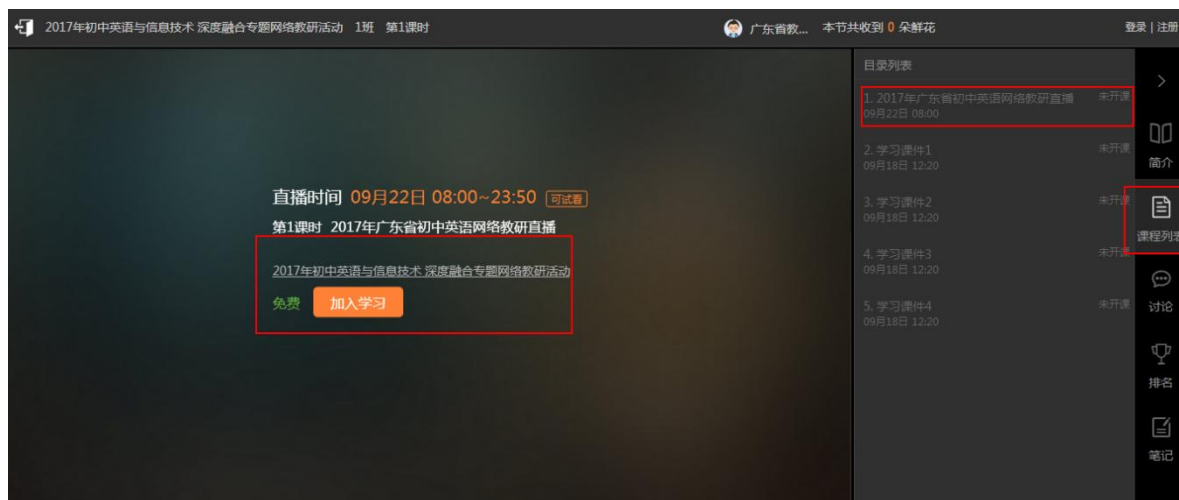 2017年初中英语与信息技术 深度融合专题网络教研活动 1班 第1课时
广东省教... 本节共收到 0 朵鲜花
登录 | 注册
直播时间 09月22日 08:00~23:50 可试看
第1课时 2017年广东省初中英语网络教研直播
2017年初中英语与信息技术 深度融合专题网络教研活动
免费 加入学习
目录列表
1. 2017年广东省初中英语网络教研直播 未开课
09月22日 08:00
2. 学习课件1 未开课
09月18日 12:20
3. 学习课件2 未开课
09月18日 12:20
4. 学习课件3 未开课
09月18日 12:20
5. 学习课件4 未开课
09月18日 12:20
简介
课程列表
讨论
排名
笔记